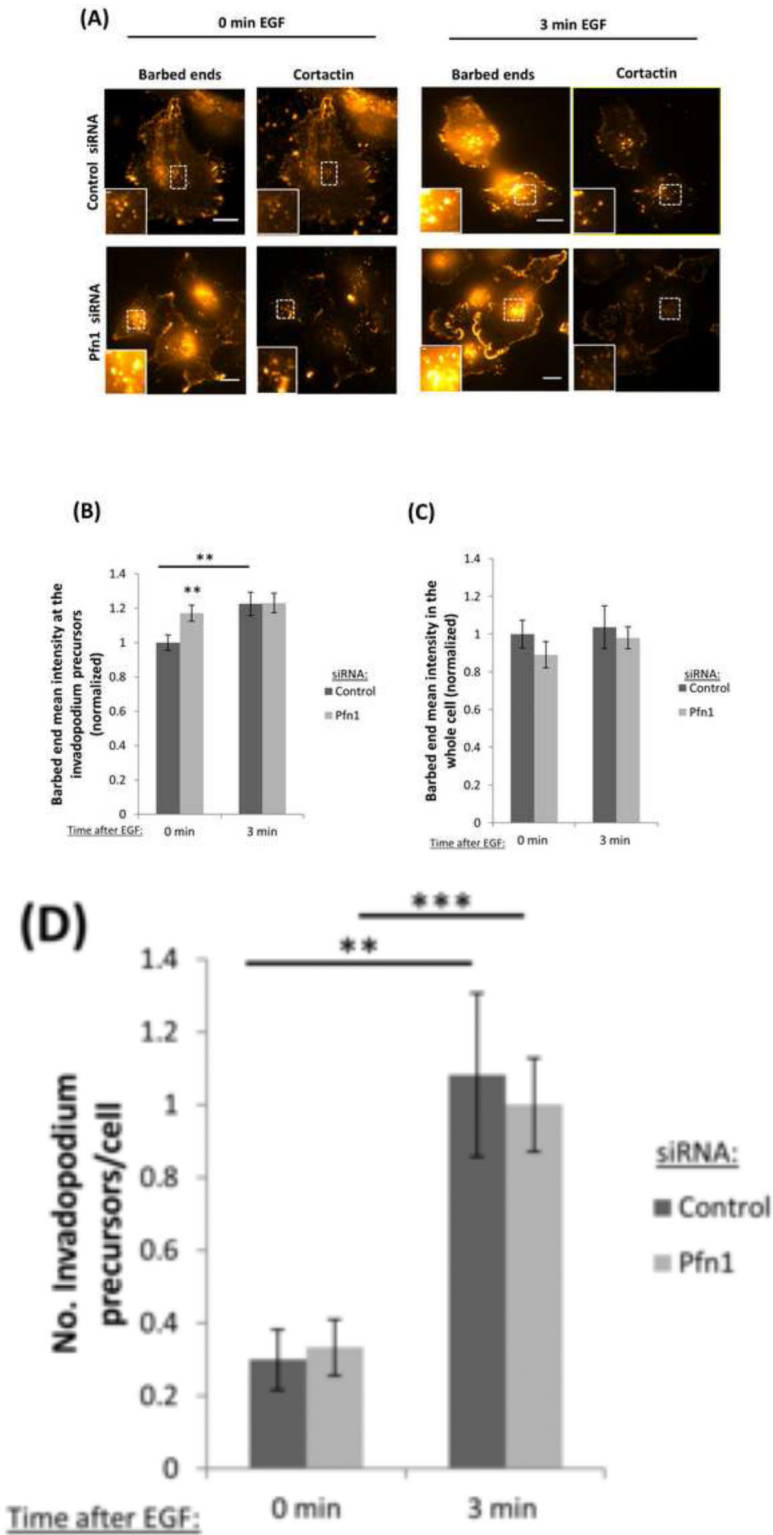 (A)
0 min EGF
3 min EGF
Barbed ends
Cortactin
Barbed ends
Cortactin
Control siRNA
Pfn1 siRNA
(B)
Barbed end mean intensity at the
invadopodium precursors
(normalized)
**
**
1.4
1.2
1
0.8
0.6
0.4
0.2
0
siRNA:
Control
Pfn1
Time after EGF:
0 min
3 min
(C)
Barbed end mean intensity in the
whole cell (normalized)
1.4
1.2
1
0.8
0.6
0.4
0.2
0
siRNA:
Control
Pfn1
Time after EGF:
0 min
3 min
(D)
No. Invadopodium
precursors/cell
***
**
1.4
1.2
1
0.8
0.6
0.4
0.2
0
siRNA:
Control
Pfn1
Time after EGF:
0 min
3 min